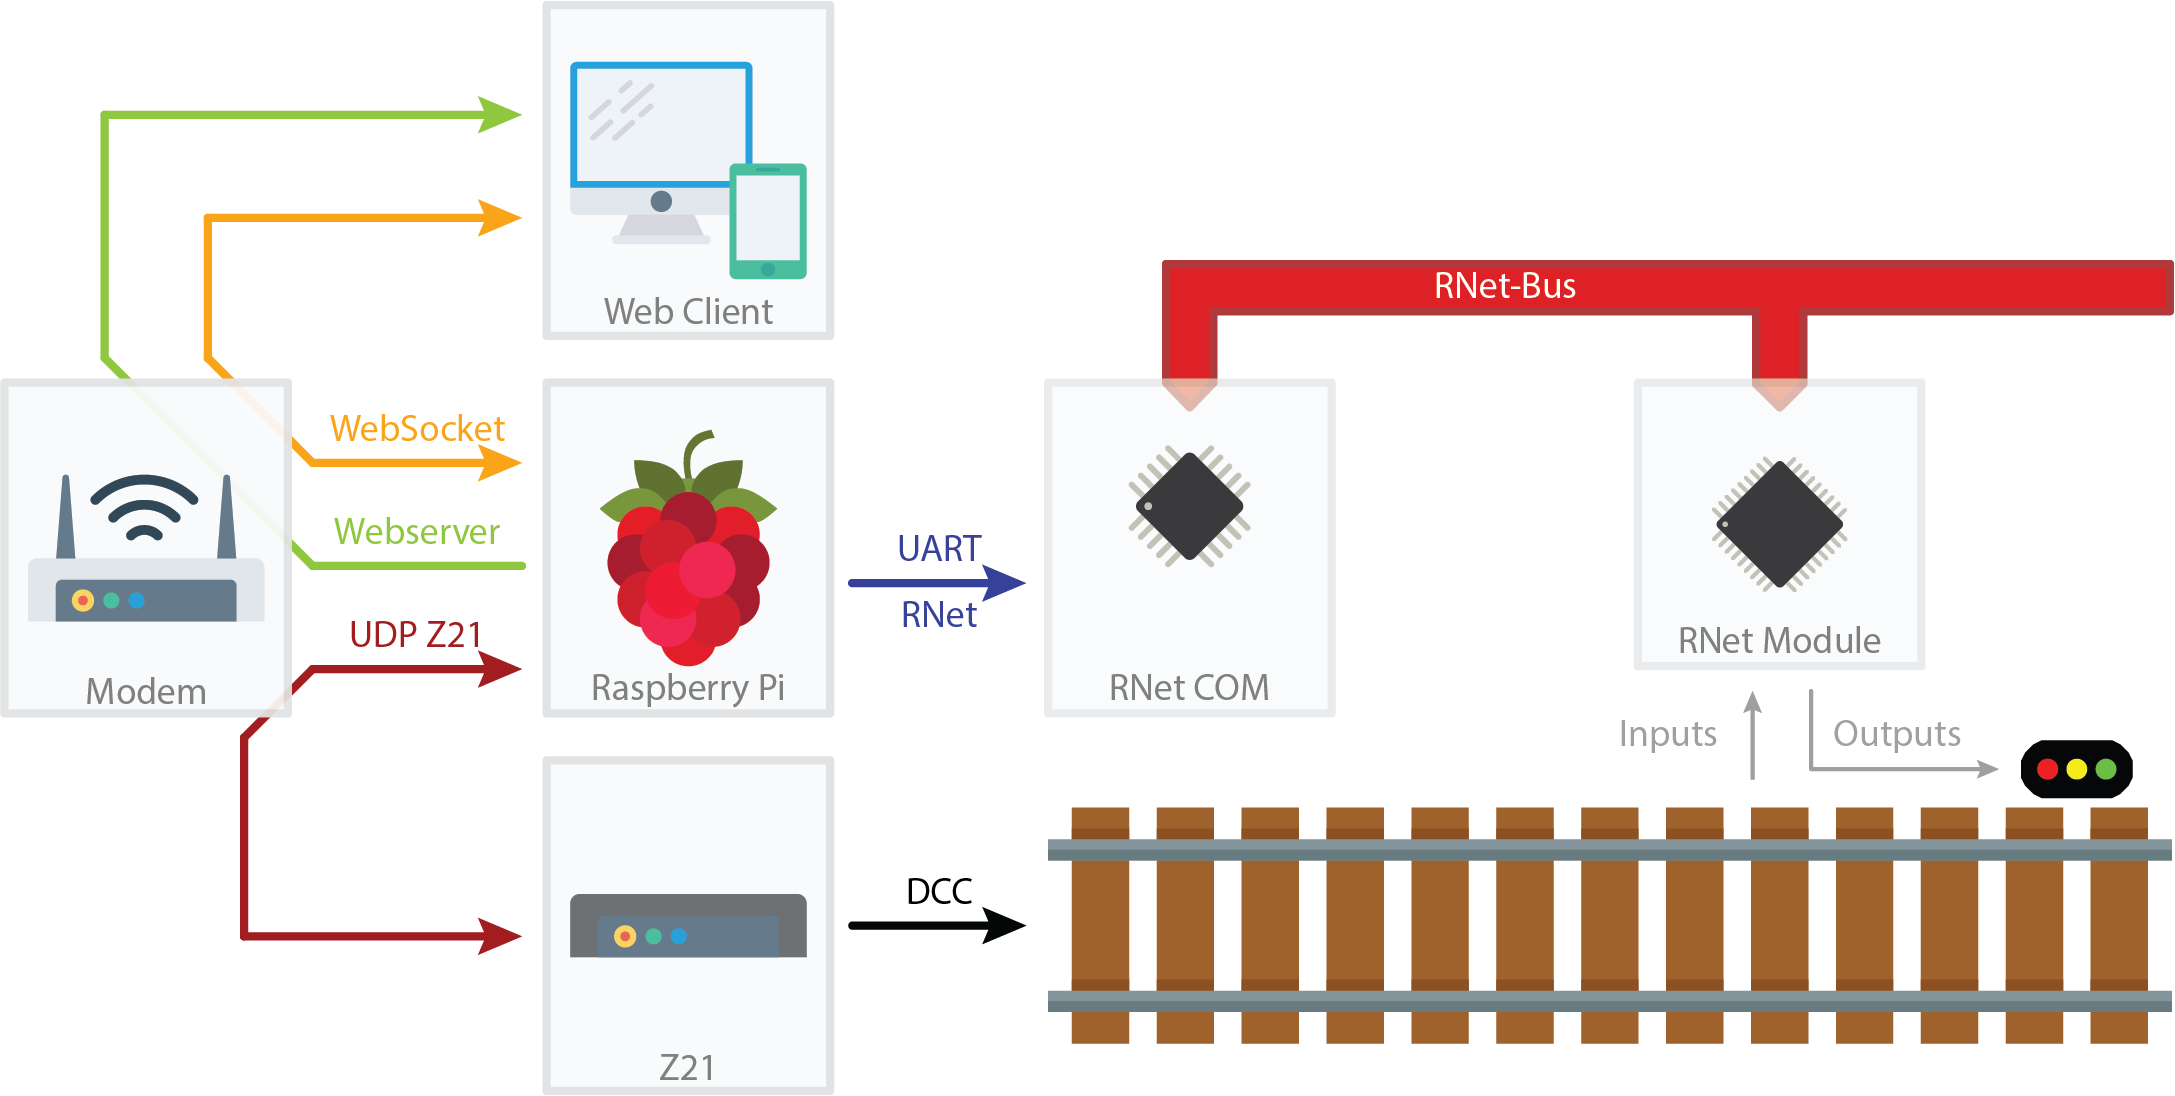 Web Client
RNet-Bus
WebSocket
Webserver
UDP Z21
Modem
Raspberry Pi
UART
RNet
RNet COM
RNet Module
Inputs
Outputs
DCC
Z21